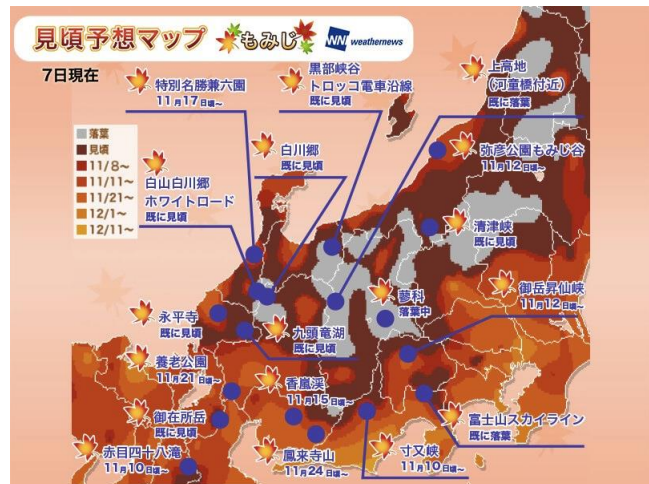 見頃予想マップ もみじ WNI weathernews
7日現在
特別名勝兼六園
11月17日頃〜
黒部峡谷
トロッコ電車沿線
既に見頃
上高地
(河童橋付近)
既に落葉
落葉
見頃
11/8〜
11/11〜
11/21〜
12/1〜
12/11〜
白川郷
既に見頃
弥彦公園もみじ谷
11月12日頃〜
白山白川郷
ホワイトロード
既に見頃
清津峡
既に見頃
御岳昇仙峡
11月12日頃〜
蓼科
落葉中
永平寺
既に見頃
九頭竜湖
既に見頃
養老公園
11月21日頃〜
香嵐渓
11月15日頃〜
御在所岳
既に見頃
富士山スカイライン
既に落葉
赤目四十八滝
11月10日頃〜
鳳来寺山
11月24日頃〜
寸又峡
11月10日頃〜